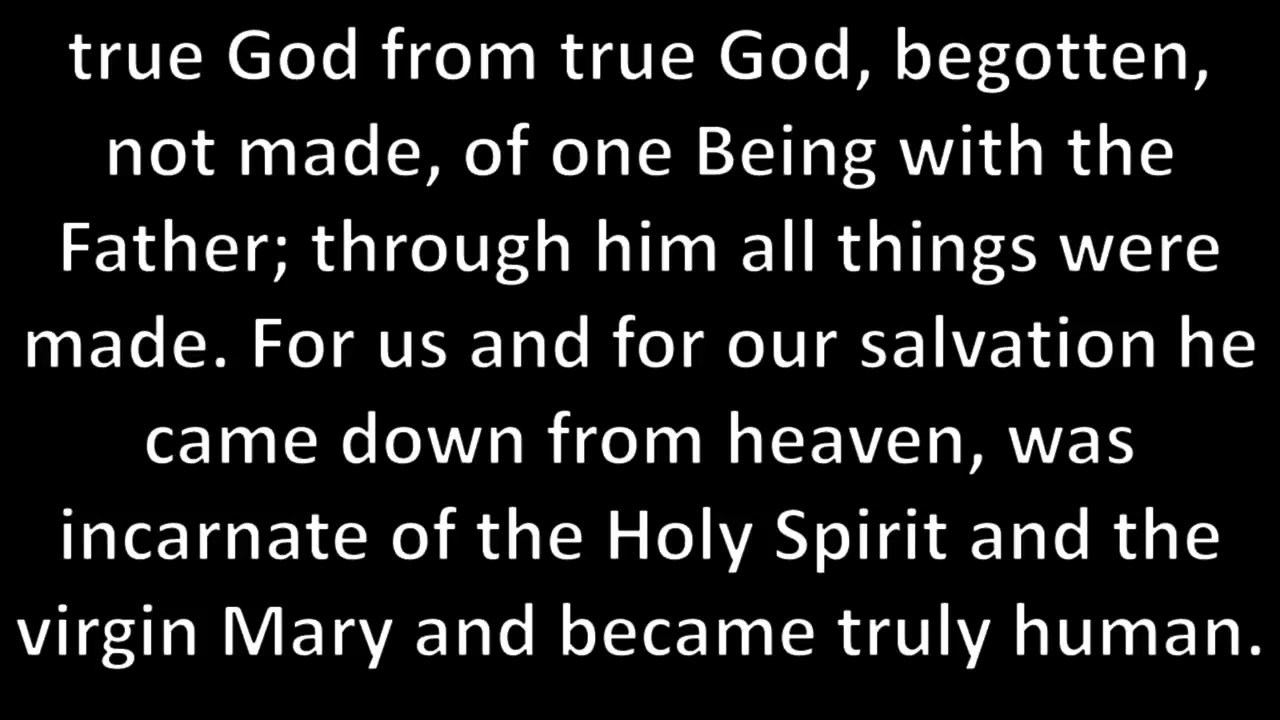 true God from true God, begotten,
not made, of one Being with the
Father; through him all things were
made. For us and for our salvation he
came down from heaven, was
incarnate of the Holy Spirit and the
virgin Mary and became truly human.